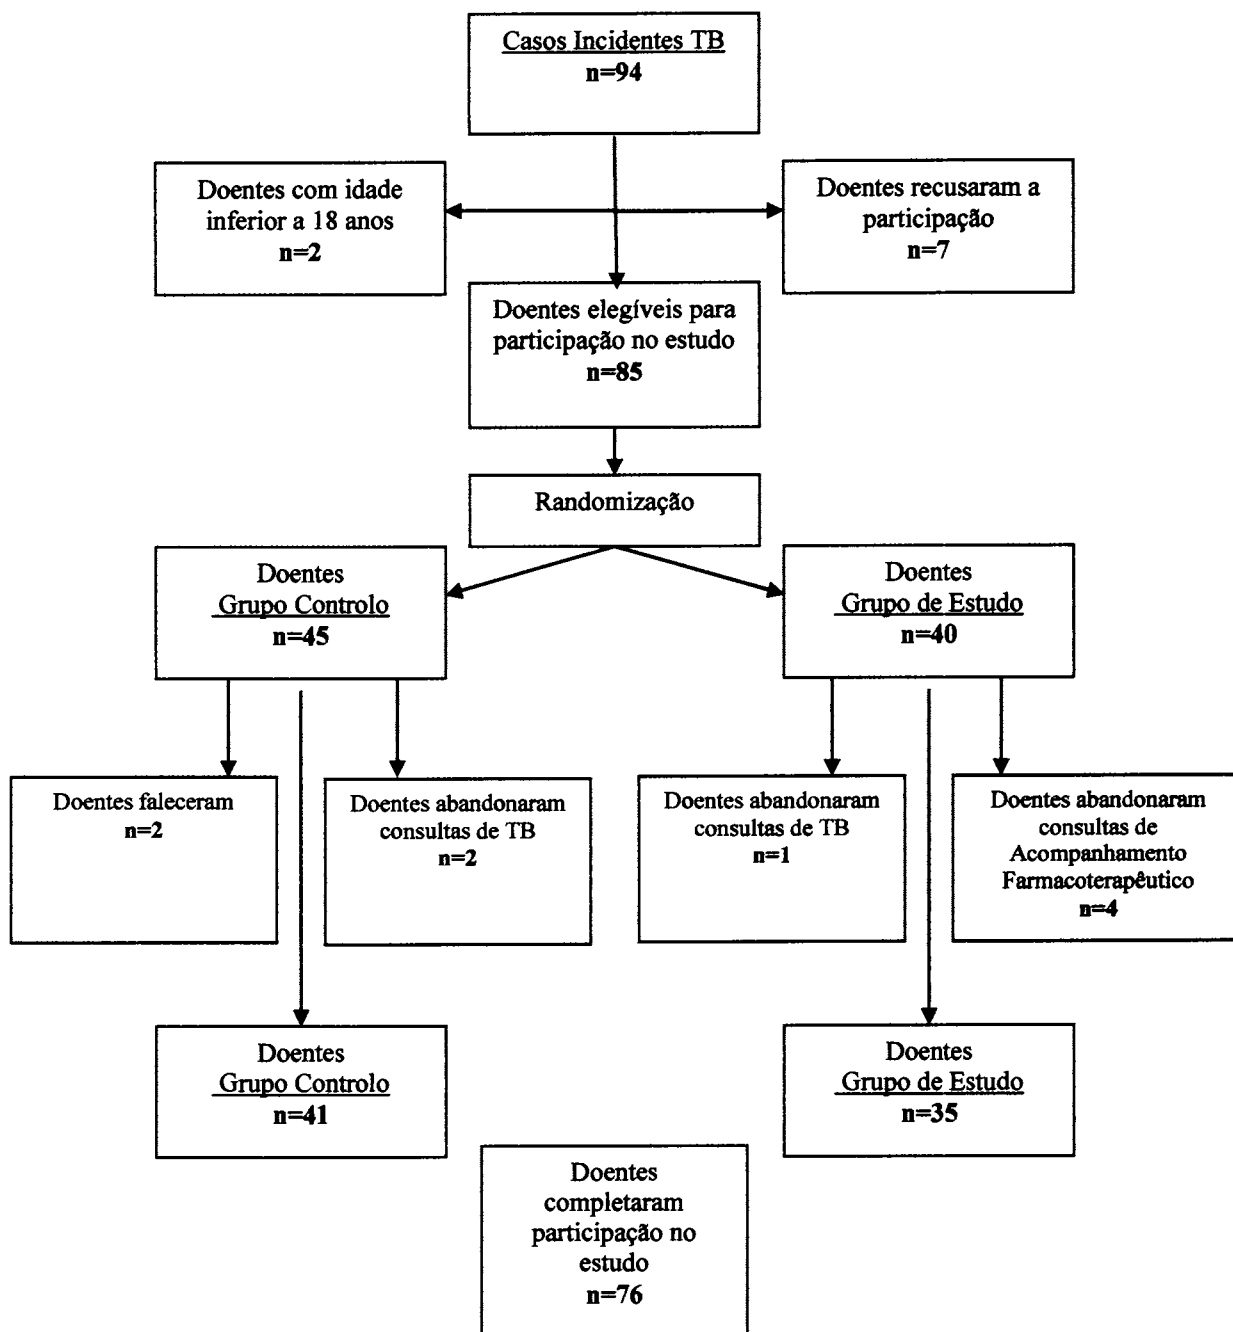 Casos Incidentes TB
n=94
Doentes com idade
inferior a 18 anos
n=2
Doentes recusaram a
participação
n=7
Doentes elegíveis para
participação no estudo
n=85
Randomização
Doentes
Grupo Controlo
n=45
Doentes
Grupo de Estudo
n=40
Doentes faleceram
n=2
Doentes abandonaram
consultas de TB
n=2
Doentes abandonaram
consultas de TB
n=1
Doentes abandonaram
consultas de
Acompanhamento
Farmacoterapêutico
n=4
Doentes
Grupo Controlo
n=41
Doentes
Grupo de Estudo
n=35
Doentes
completaram
participação no
estudo
n=76